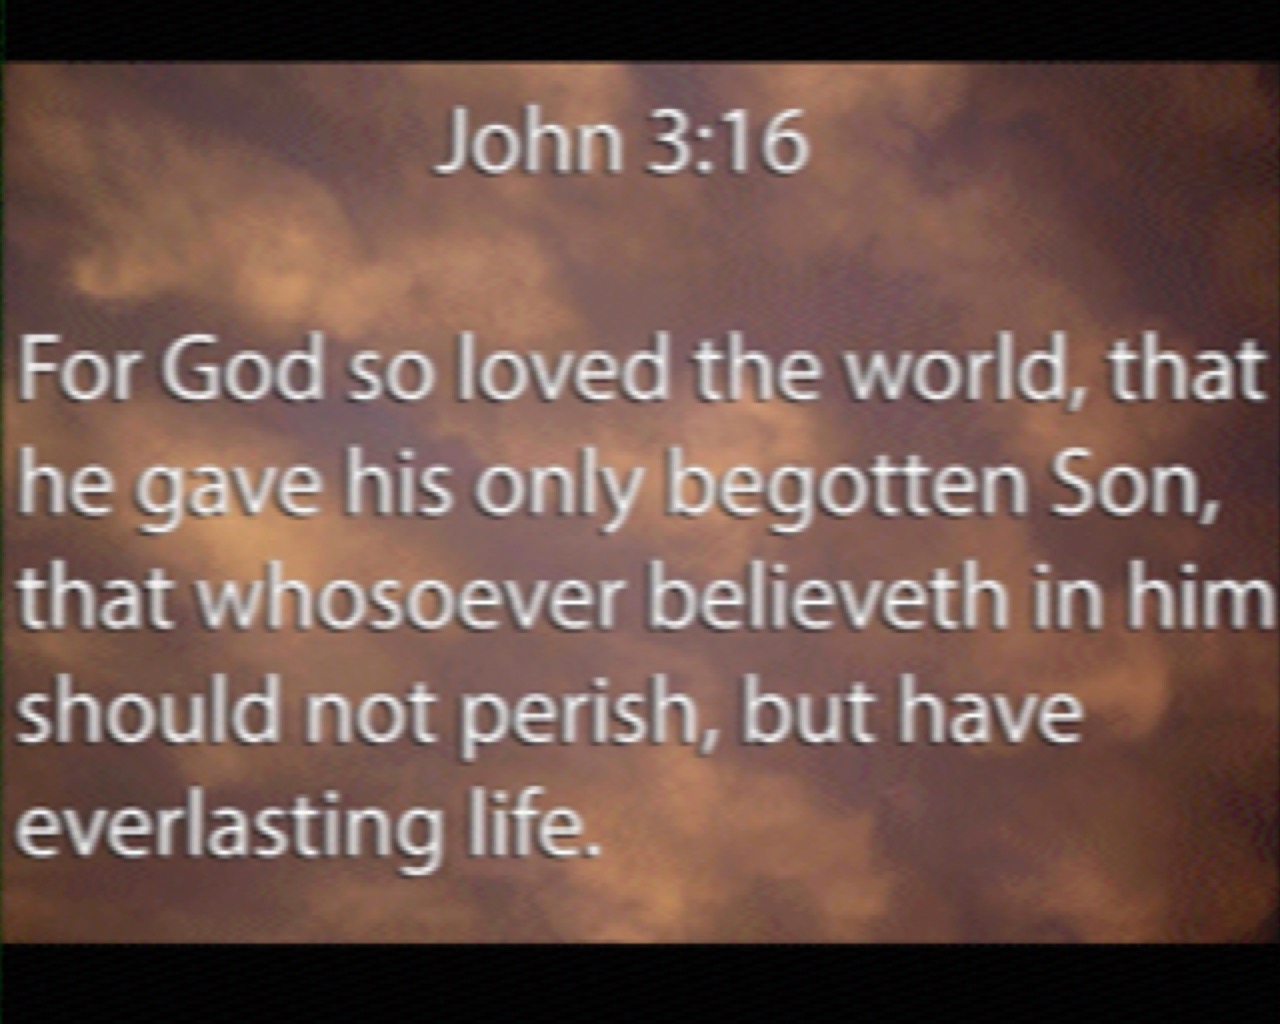 John 3:16
For God so loved the world, that
he gave his only begotten Son,
that whosoever believeth in him
should not perish, but have
everlasting life.